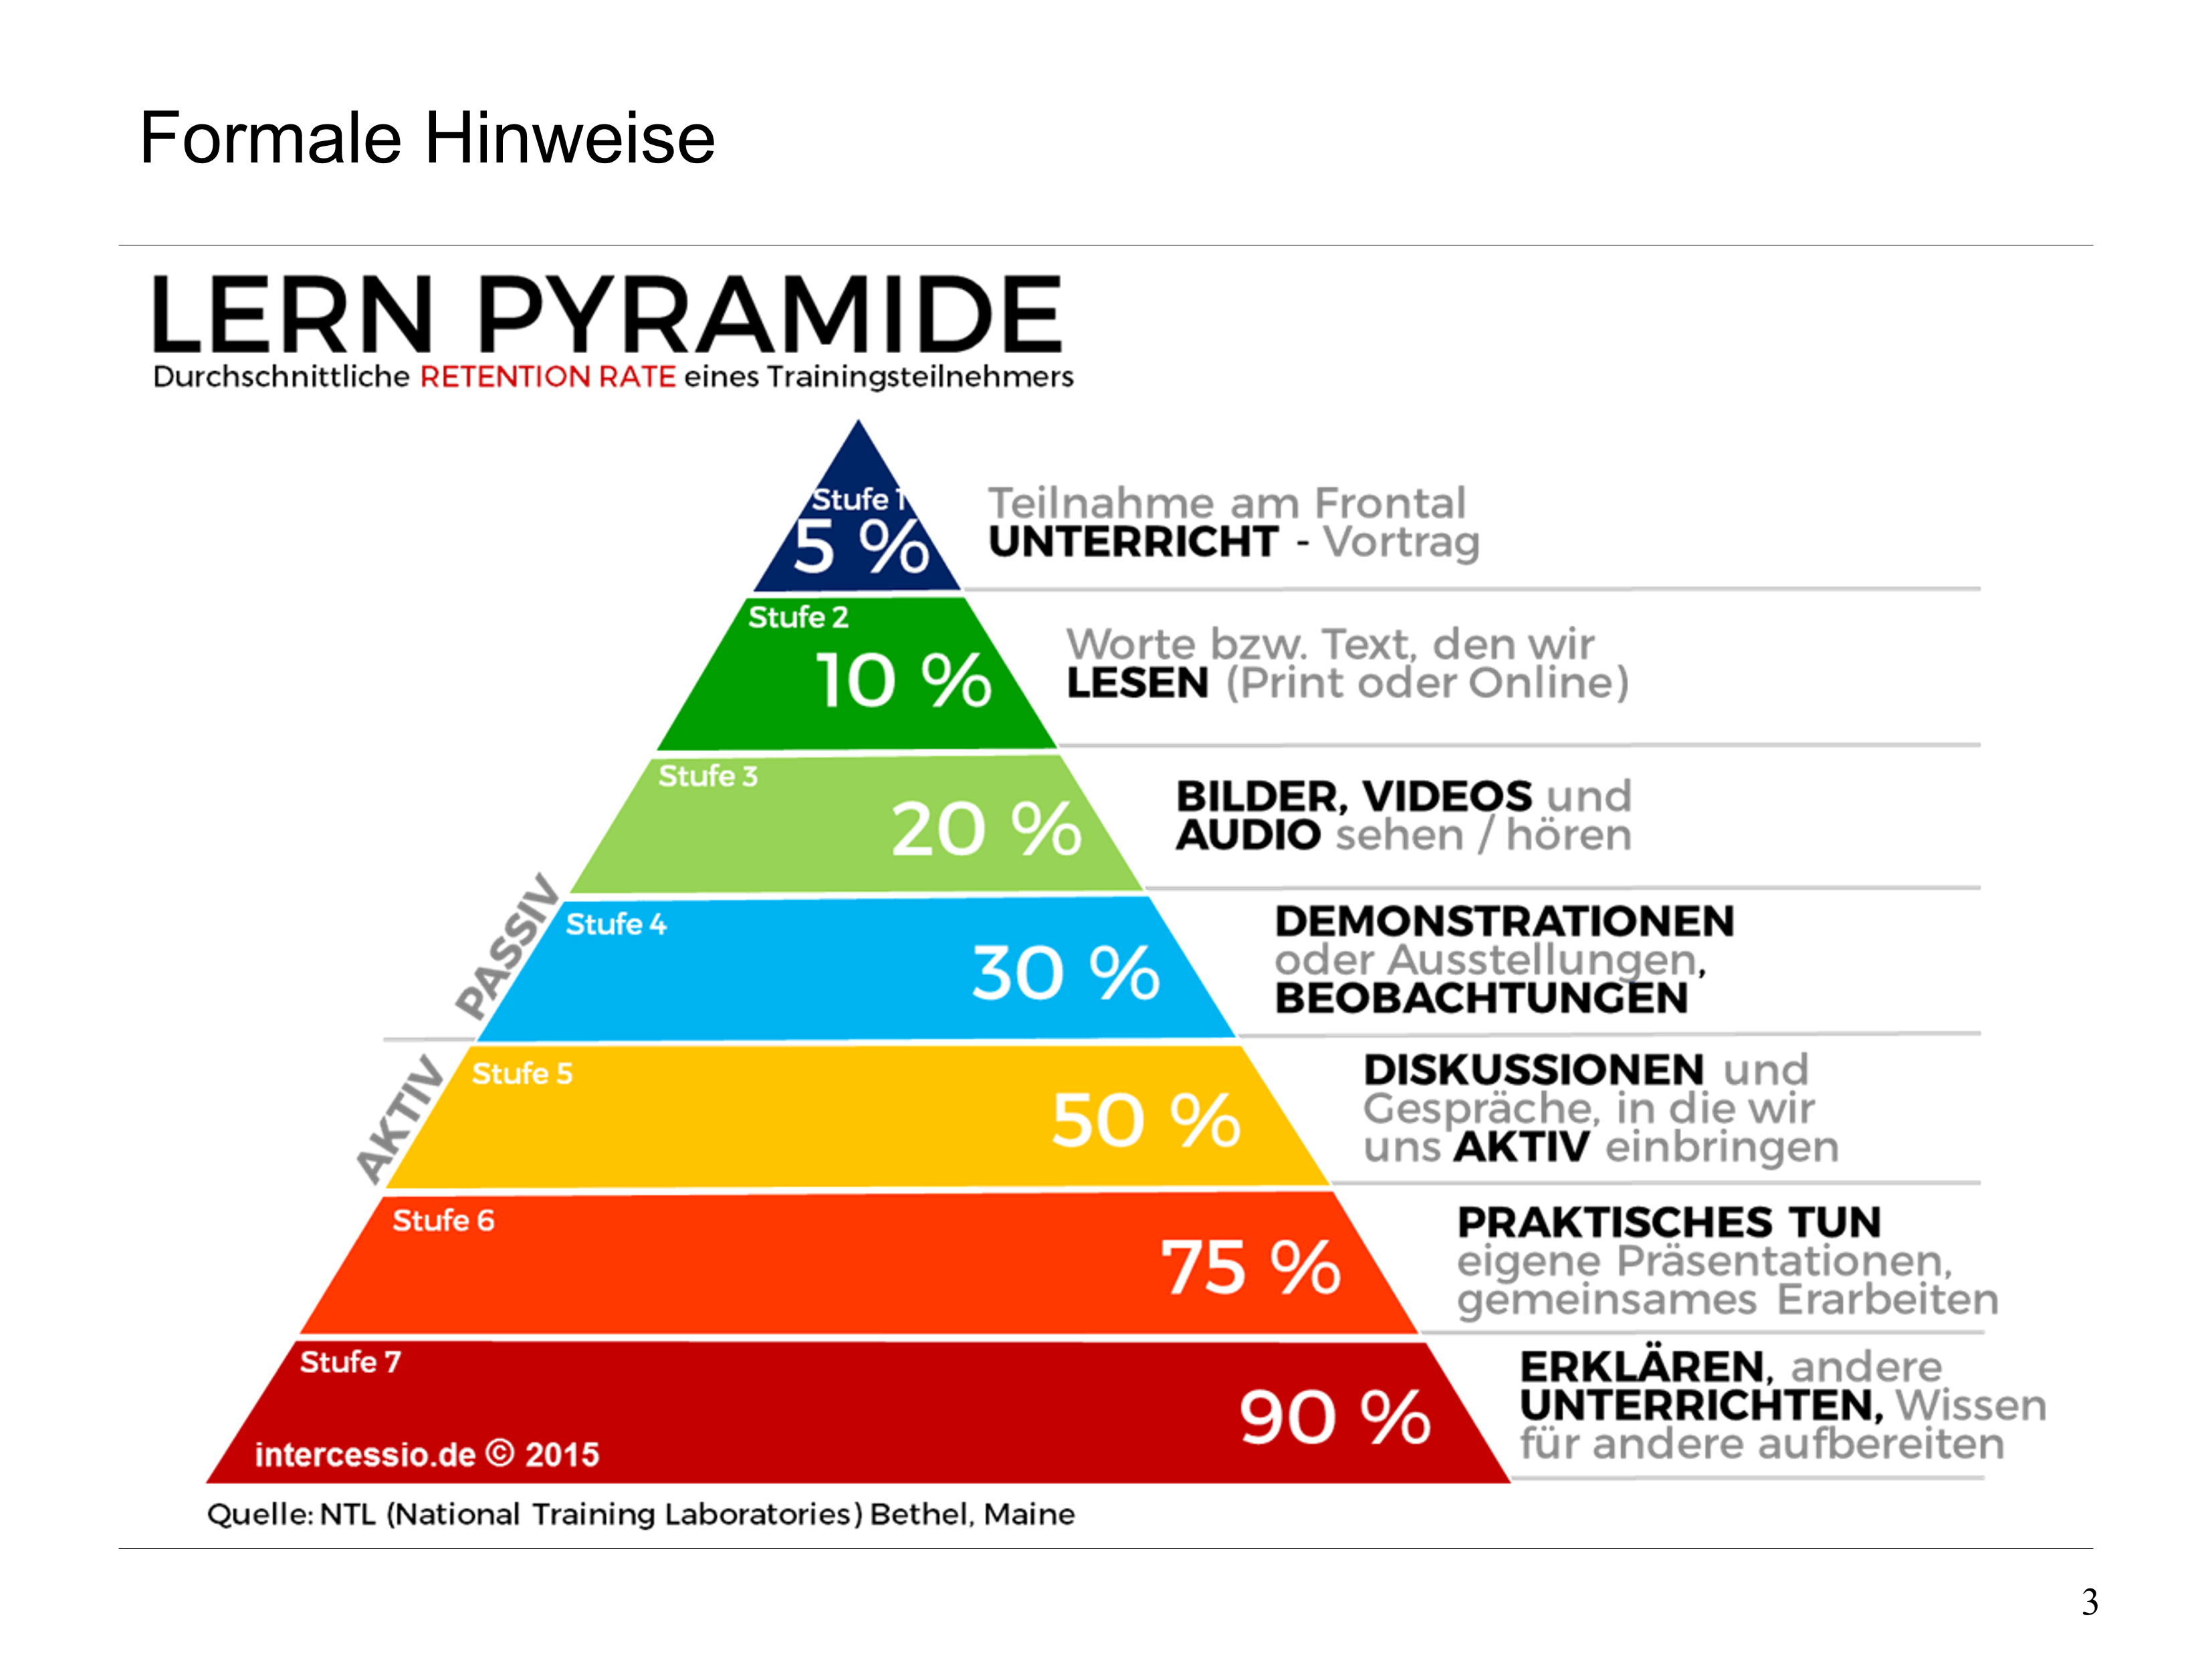 Formale Hinweise
LERN PYRAMIDE
Durchschnittliche RETENTION RATE eines Trainingsteilnehmers
Stufe 1
5 %
Teilnahme am Frontal
UNTERRICHT - Vortrag
Stufe 2
10 %
Worte bzw. Text, den wir
LESEN (Print oder Online)
Stufe 3
20 %
BILDER, VIDEOS und
AUDIO sehen / hören
PASSIV
Stufe 4
30 %
DEMONSTRATIONEN
oder Ausstellungen,
BEOBACHTUNGEN
AKTIV
Stufe 5
50 %
DISKUSSIONEN und
Gespräche, in die wir
uns AKTIV einbringen
Stufe 6
75 %
PRAKTISCHES TUN
eigene Präsentationen,
gemeinsames Erarbeiten
Stufe 7
90 %
ERKLÄREN, andere
UNTERRICHTEN, Wissen
für andere aufbereiten
intercessio.de © 2015
Quelle: NTL (National Training Laboratories) Bethel, Maine
3